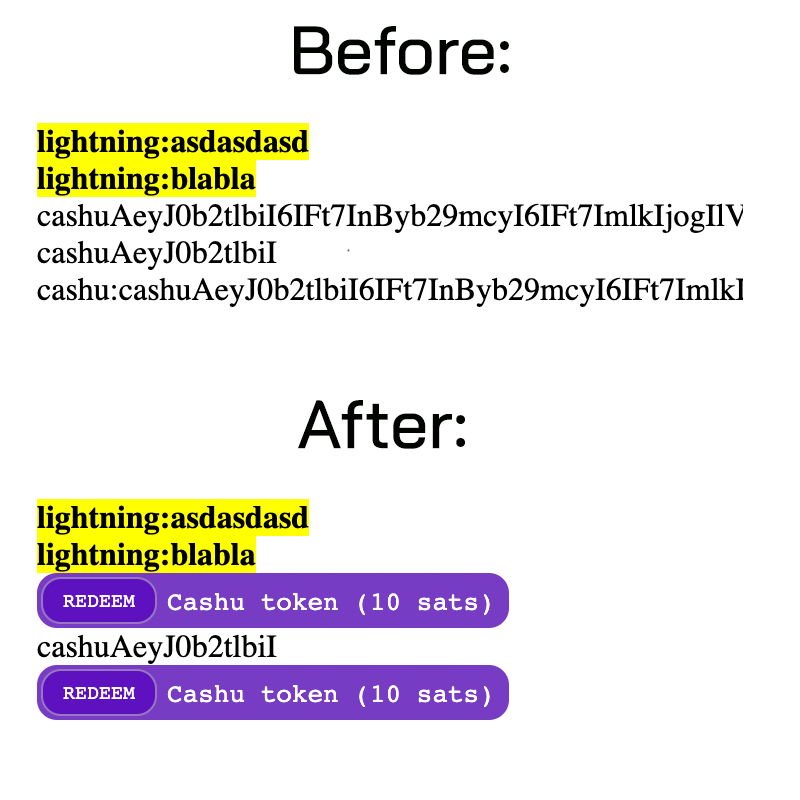 Before:
lightning:asdasdasd
lightning:blabla
cashuAeyJ0b2tlbiI6IFt7InByb29mcyI6IFt7ImlkIjogIlV
cashuAeyJ0b2tlbiI
cashu:cashuAeyJ0b2tlbiI6IFt7InByb29mcyI6IFt7ImlkI
After:
lightning:asdasdasd
lightning:blabla
REDEEM Cashu token (10 sats)
cashuAeyJ0b2tlbiI
REDEEM Cashu token (10 sats)